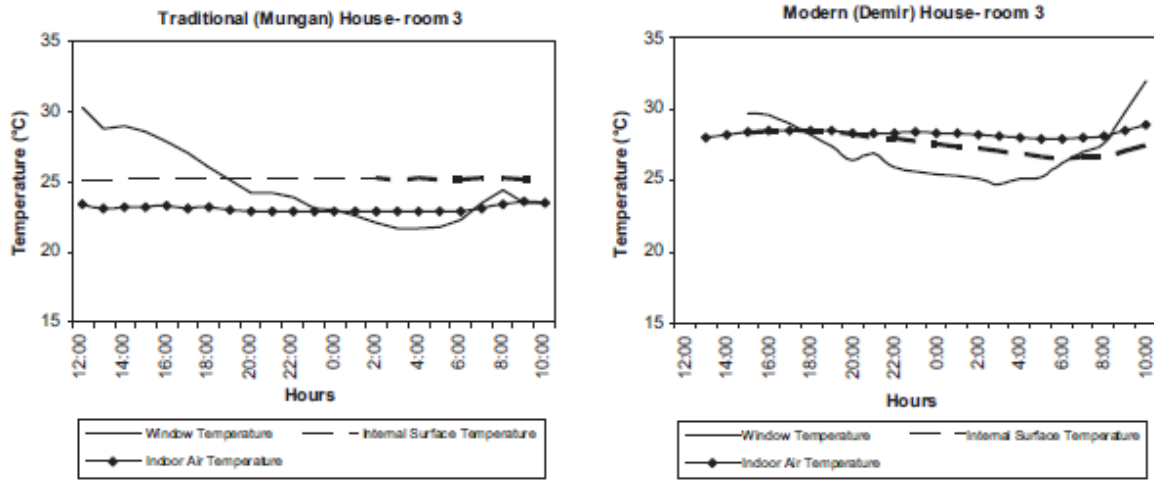 Traditional (Mungan) House- room 3
35
30
25
20
15
Temperature (°C)
12:00
14:00
16:00
18:00
20:00
22:00
0:00
2:00
4:00
6:00
8:00
10:00
Hours
Window Temperature
Internal Surface Temperature
Indoor Air Temperature
Modern (Demir) House- room 3
35
30
25
20
15
Temperature (°C)
12:00
14:00
16:00
18:00
20:00
22:00
0:00
2:00
4:00
6:00
8:00
10:00
Hours
Window Temperature
Internal Surface Temperature
Indoor Air Temperature